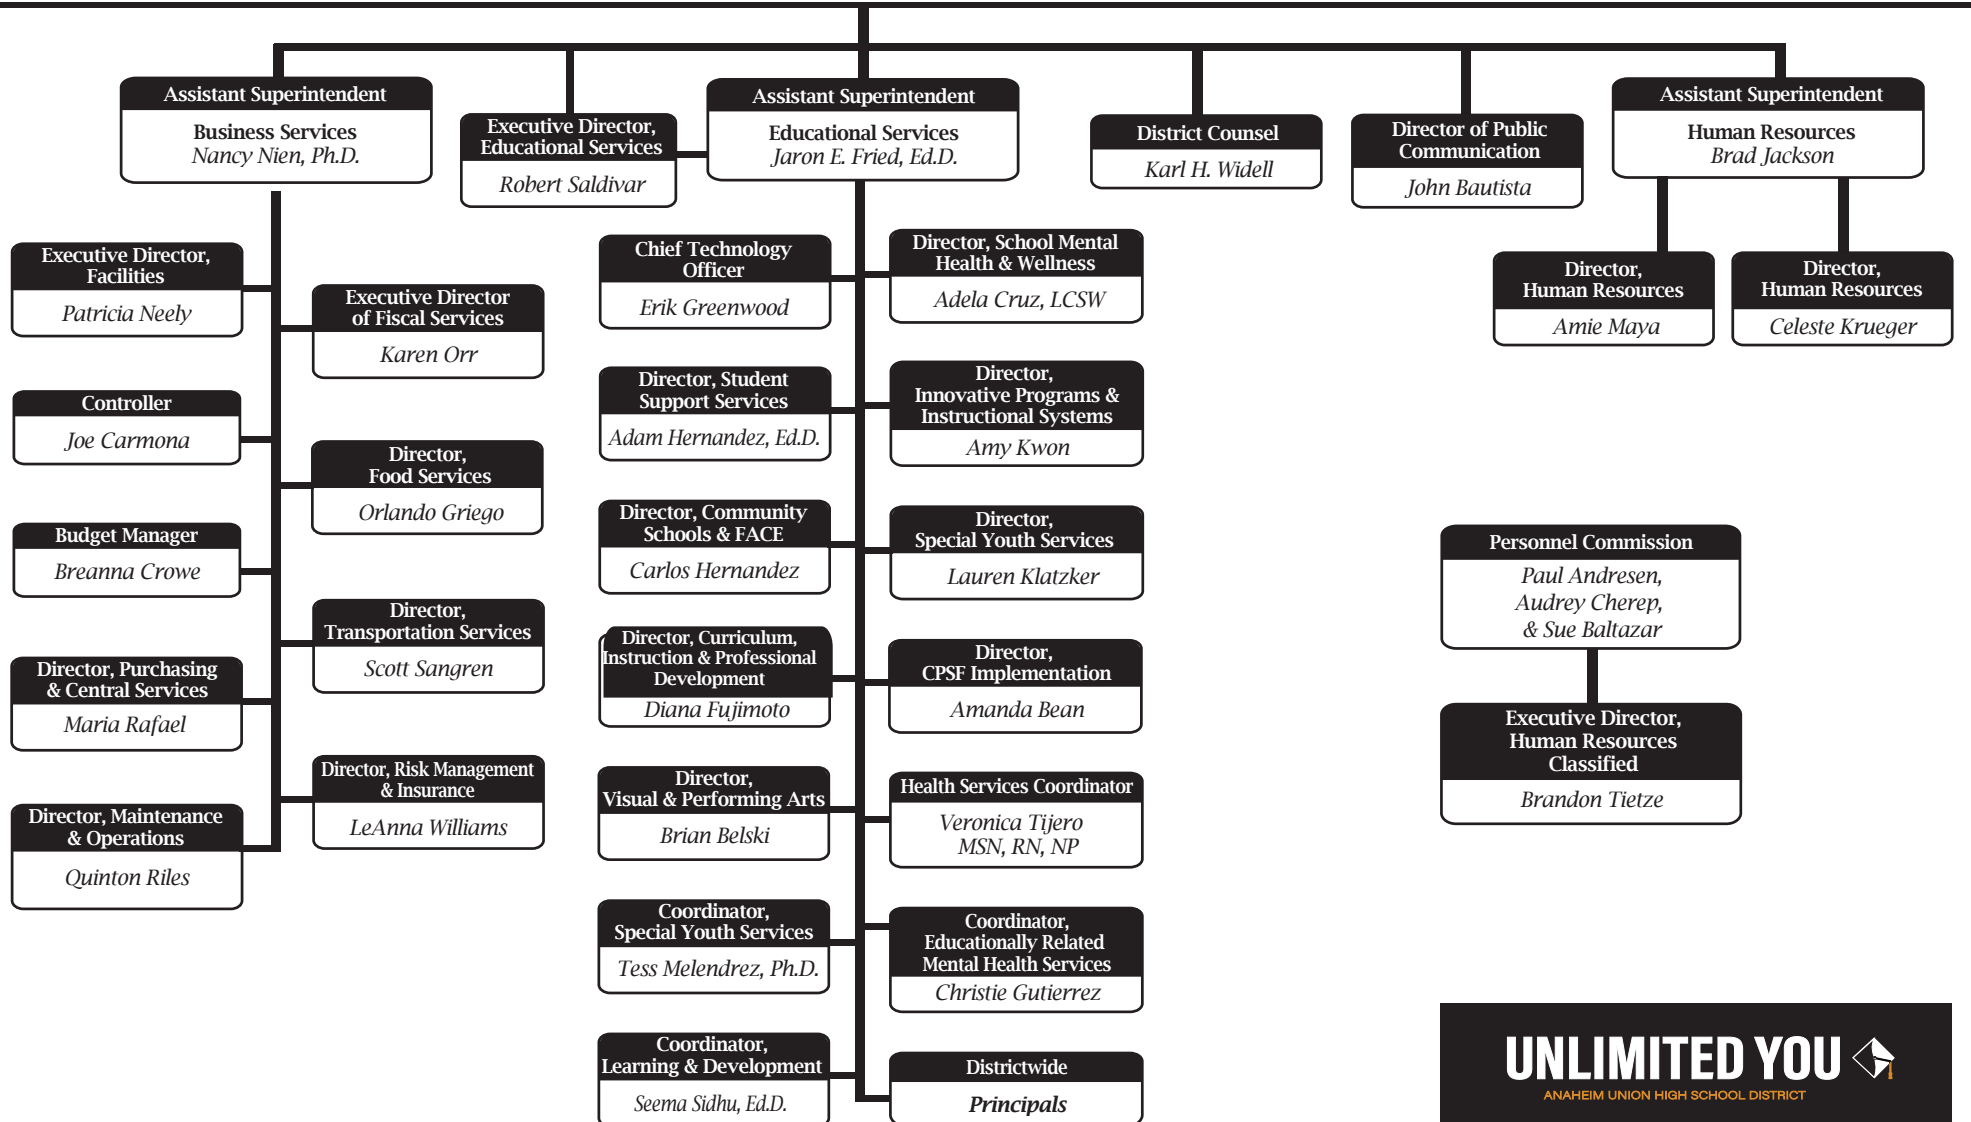 Assistant Superintendent
Business Services
Nancy Nien, Ph.D.
Executive Director,
Educational Services
Robert Saldivar
Assistant Superintendent
Educational Services
Jaron E. Fried, Ed.D.
District Counsel
Karl H. Widell
Director of Public
Communication
John Bautista
Assistant Superintendent
Human Resources
Brad Jackson
Executive Director,
Facilities
Patricia Neely
Executive Director
of Fiscal Services
Karen Orr
Controller
Joe Carmona
Director,
Food Services
Orlando Griego
Budget Manager
Breanna Crowe
Director,
Transportation Services
Scott Sangren
Director, Purchasing
& Central Services
Maria Rafael
Director, Risk Management
& Insurance
LeAnna Williams
Director, Maintenance
& Operations
Quinton Riles
Chief Technology
Officer
Erik Greenwood
Director, School Mental
Health & Wellness
Adela Cruz, LCSW
Director, Student
Support Services
Adam Hernandez, Ed.D.
Director,
Innovative Programs &
Instructional Systems
Amy Kwon
Director, Community
Schools & FACE
Carlos Hernandez
Director,
Special Youth Services
Lauren Klatzker
Director, Curriculum,
Instruction & Professional
Development
Diana Fujimoto
Director,
CPSF Implementation
Amanda Bean
Director,
Visual & Performing Arts
Brian Belski
Health Services Coordinator
Veronica Tijero
MSN, RN, NP
Coordinator,
Special Youth Services
Tess Melendrez, Ph.D.
Coordinator,
Educationally Related
Mental Health Services
Christie Gutierrez
Coordinator,
Learning & Development
Seema Sidhu, Ed.D.
Districtwide
Principals
Director,
Human Resources
Amie Maya
Director,
Human Resources
Celeste Krueger
Personnel Commission
Paul Andresen,
Audrey Cherep,
& Sue Baltazar
Executive Director,
Human Resources
Classified
Brandon Tietze
UNLIMITED YOU
ANAHEIM UNION HIGH SCHOOL DISTRICT